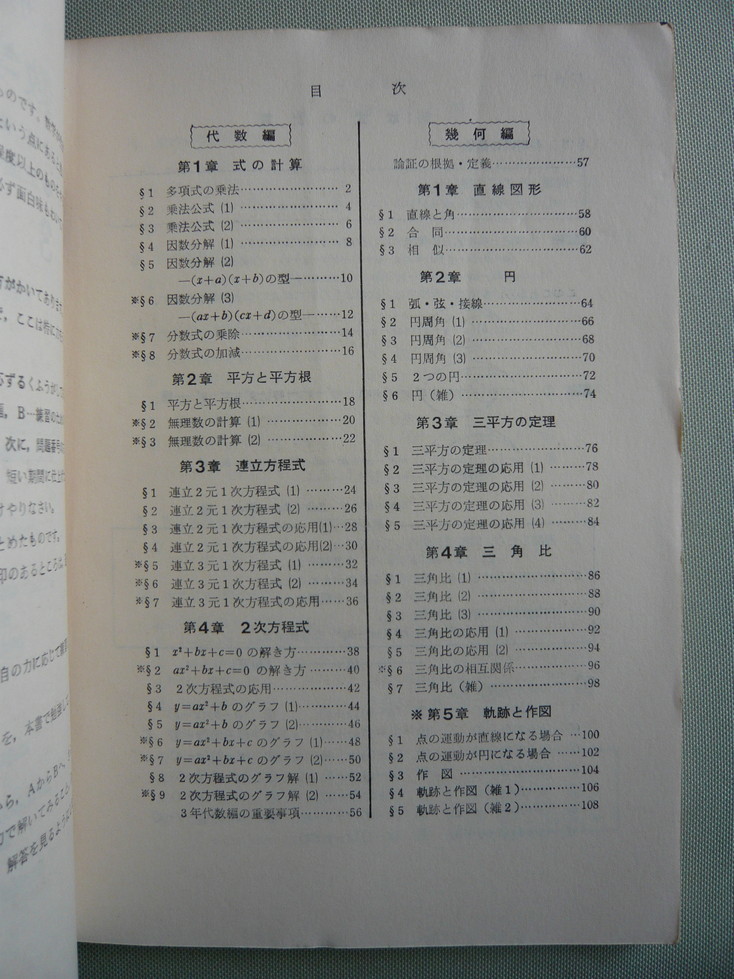 目 次
代数編
第1章 式の計算
§1 多項式の乗法……………… 2
§2 乗法公式 (1) ……………… 4
§3 乗法公式 (2) ……………… 6
§4 因数分解 (1) ……………… 8
§5 因数分解 (2)
―(x+a)(x+b)の型―………10
※§6 因数分解 (3)
―(ax+b)(cx+d)の型―……12
※§7 分数式の乗除………………14
※§8 分数式の加減………………16
第2章 平方と平方根
§1 平方と平方根………………18
※§2 無理数の計算 (1) …………20
※§3 無理数の計算 (2) …………22
第3章 連立方程式
§1 連立2元1次方程式 (1) ………24
§2 連立2元1次方程式 (2) ………26
§3 連立2元1次方程式の応用(1)…28
§4 連立2元1次方程式の応用(2)…30
※§5 連立3元1次方程式 (1) ………32
※§6 連立3元1次方程式 (2) ………34
※§7 連立3元1次方程式の応用……36
第4章 2次方程式
§1 x²+bx+c=0 の解き方…………38
※§2 ax²+bx+c=0 の解き方…………40
§3 2次方程式の応用………………42
§4 y=ax²+b のグラフ (1)…………44
§5 y=ax²+b のグラフ (2)…………46
※§6 y=ax²+bx+c のグラフ (1)……48
※§7 y=ax²+bx+c のグラフ (2)……50
§8 2次方程式のグラフ解 (1) ……52
※§9 2次方程式のグラフ解 (2) ……54
3年代数編の重要事項…………56
幾何編
論証の根拠・定義……………………57
第1章 直線図形
§1 直線と角…………………………58
§2 合 同……………………………60
§3 相 似……………………………62
第2章 円
§1 弧・弦・接線……………………64
§2 円周角 (1) ………………………66
§3 円周角 (2) ………………………68
§4 円周角 (3) ………………………70
§5 2つの円…………………………72
§6 円（雑）…………………………74
第3章 三平方の定理
§1 三平方の定理……………………76
§2 三平方の定理の応用 (1) ………78
§3 三平方の定理の応用 (2) ………80
§4 三平方の定理の応用 (3) ………82
§5 三平方の定理の応用 (4) ………84
第4章 三角比
§1 三角比 (1) ………………………86
§2 三角比 (2) ………………………88
§3 三角比 (3) ………………………90
§4 三角比の応用 (1) ………………92
§5 三角比の応用 (2) ………………94
※§6 三角比の相互関係………………96
§7 三角比（雑）……………………98
※第5章 軌跡と作図
§1 点の運動が直線になる場合 …100
§2 点の運動が円になる場合 ……102
§3 作 図 …………………………104
§4 軌跡と作図（雑1）……………106
§5 軌跡と作図（雑2）……………108